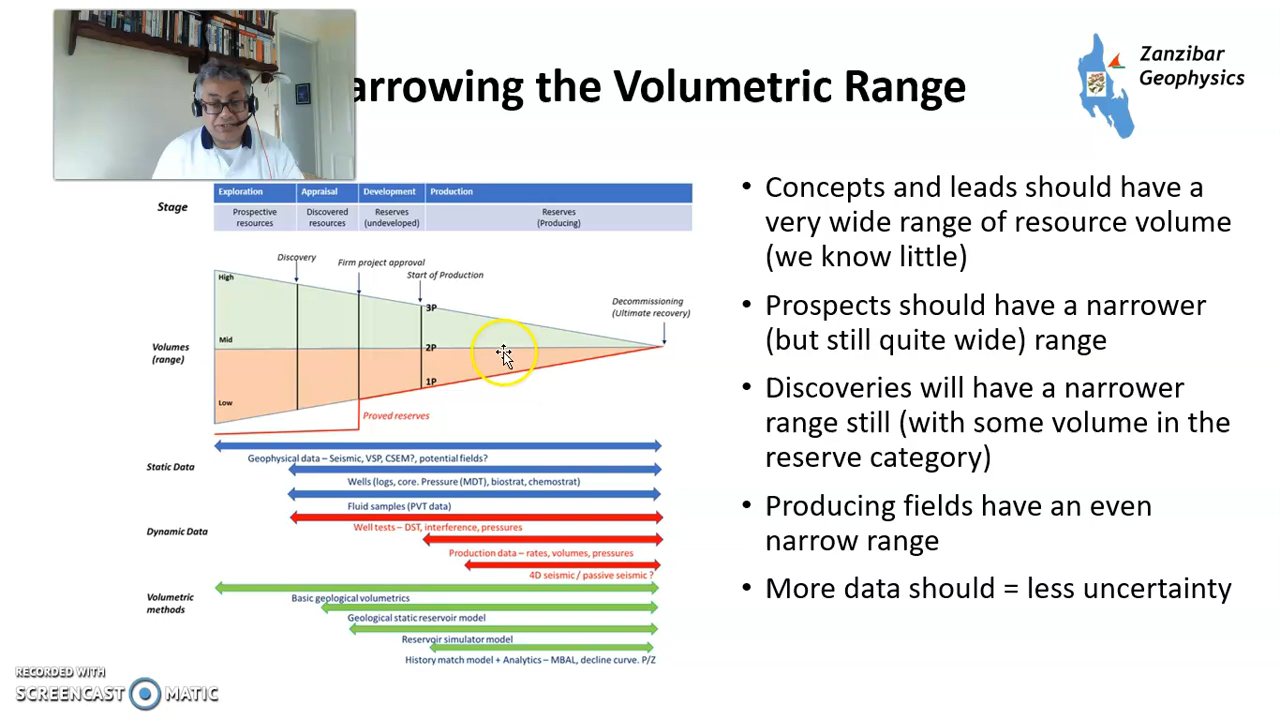 arrowing the Volumetric Range
Zanzibar
Geophysics
Stage
Exploration
Appraisal
Development
Production
Prospective
resources
Discovered
resources
Reserves
(undeveloped)
Reserves
(Producing)
Discovery
Firm project approval
Start of Production
Decommissioning
(Ultimate recovery)
Volumes
(range)
High
Mid
Low
3P
2P
1P
Proved reserves
Static Data
Geophysical data – Seismic, VSP, CSEM?, potential fields?
Wells (logs, core. Pressure (MDT), biostrat, chemostrat)
Fluid samples (PVT data)
Dynamic Data
Well tests – DST, interference, pressures
Production data – rates, volumes, pressures
4D seismic / passive seismic ?
Volumetric
methods
Basic geological volumetrics
Geological static reservoir model
Reservoir simulator model
History match model + Analytics – MBAL, decline curve. P/Z
• Concepts and leads should have a
very wide range of resource volume
(we know little)
• Prospects should have a narrower
(but still quite wide) range
• Discoveries will have a narrower
range still (with some volume in the
reserve category)
• Producing fields have an even
narrow range
• More data should = less uncertainty
RECORDED WITH
SCREENCAST MATIC